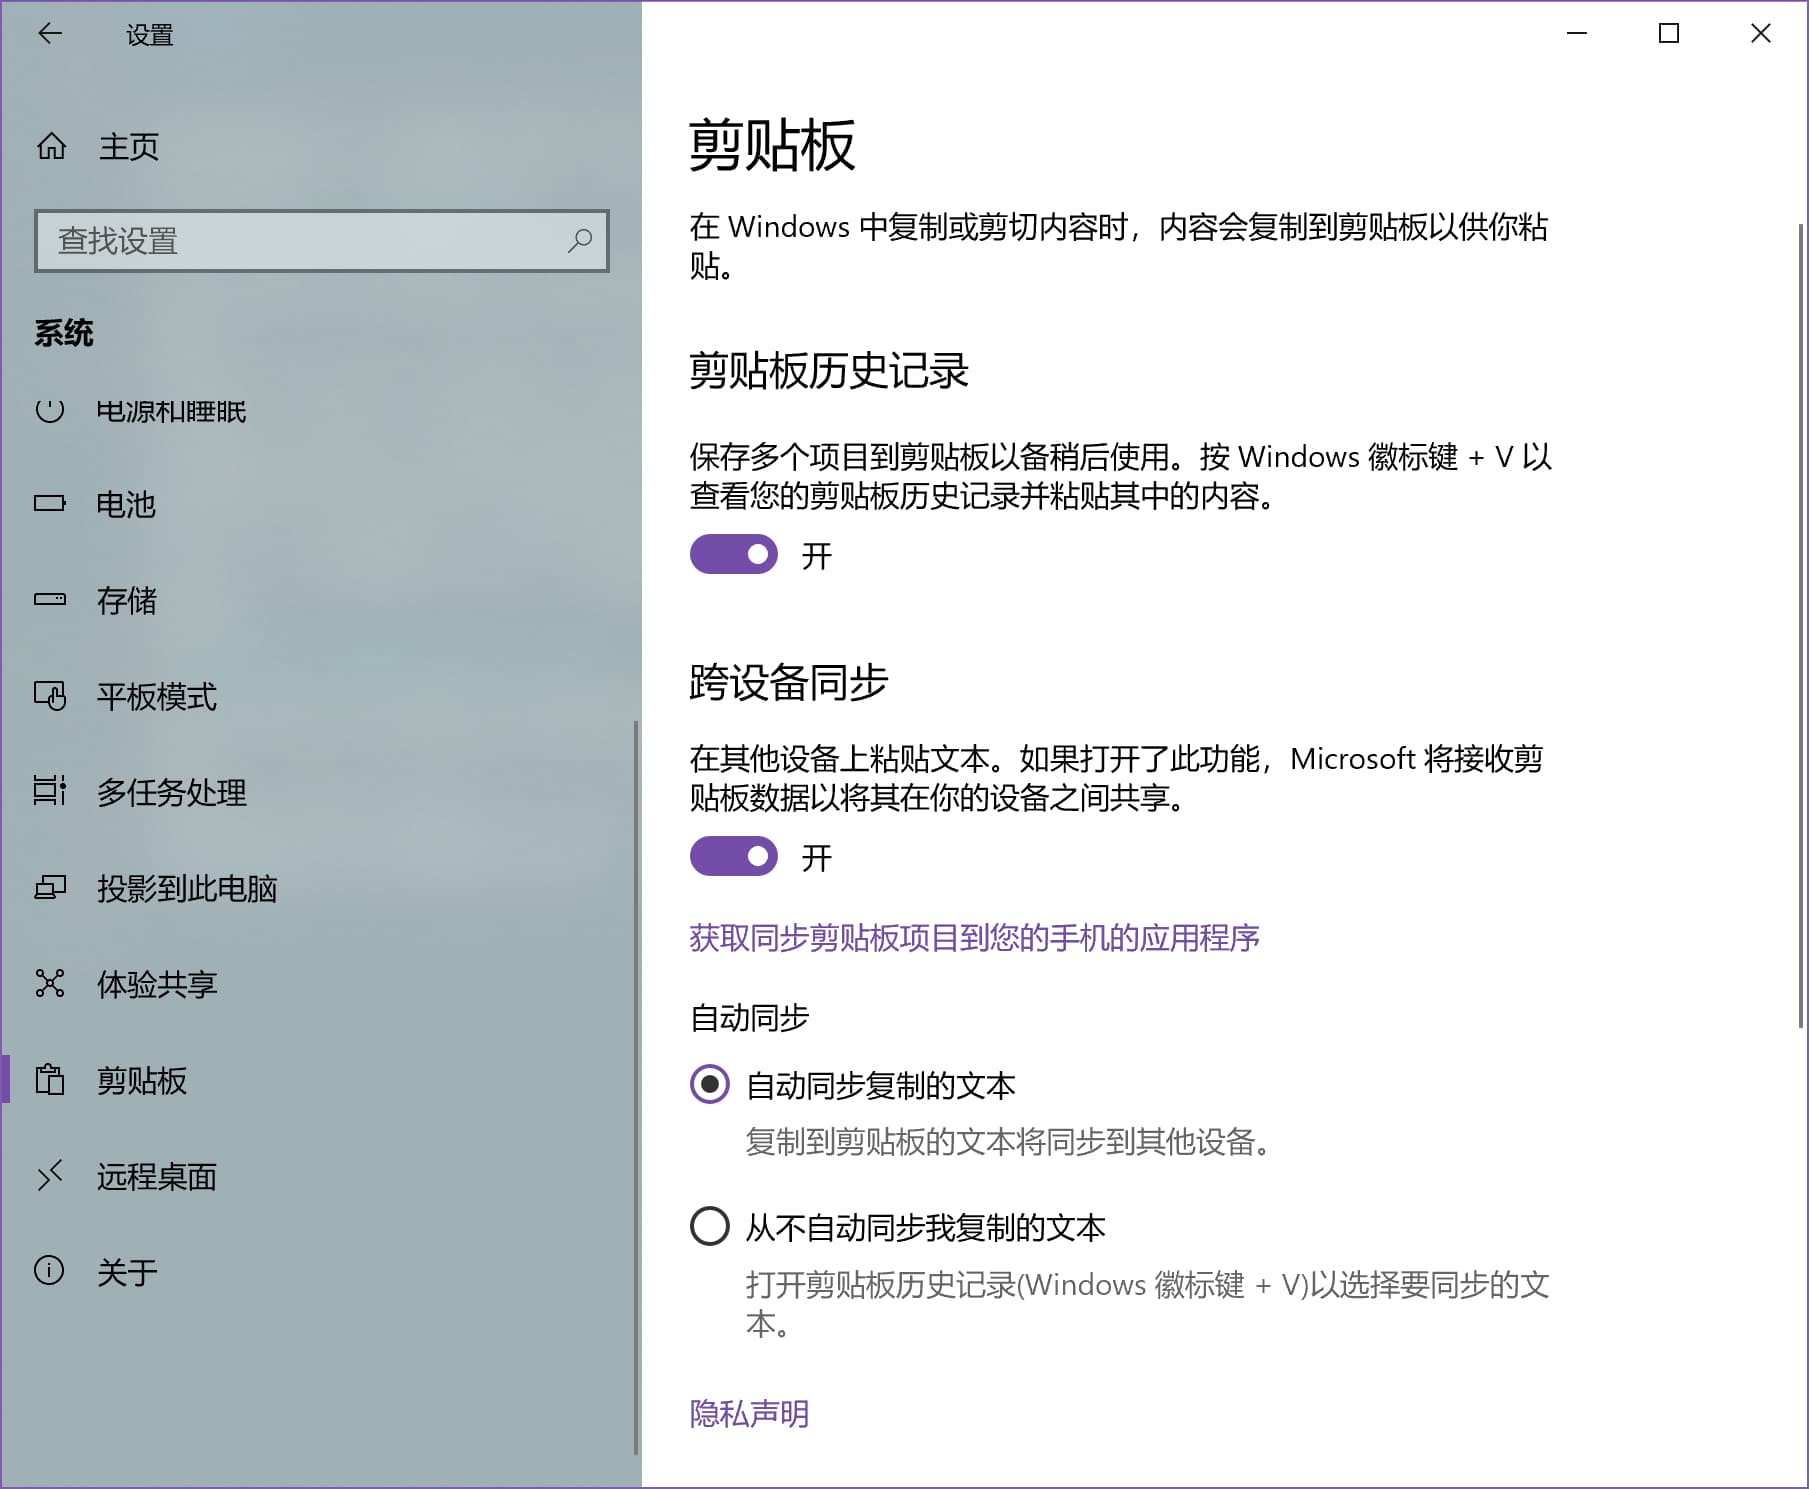 设置
主页
查找设置
系统
电源和睡眠
电池
存储
平板模式
多任务处理
投影到此电脑
体验共享
剪贴板
远程桌面
关于
剪贴板
在 Windows 中复制或剪切内容时，内容会复制到剪贴板以供你粘
贴。
剪贴板历史记录
保存多个项目到剪贴板以备稍后使用。按 Windows 徽标键 + V 以
查看您的剪贴板历史记录并粘贴其中的内容。
开
跨设备同步
在其他设备上粘贴文本。如果打开了此功能，Microsoft 将接收剪
贴板数据以将其在你的设备之间共享。
开
获取同步剪贴板项目到您的手机的应用程序
自动同步
自动同步复制的文本
复制到剪贴板的文本将同步到其他设备。
从不自动同步我复制的文本
打开剪贴板历史记录(Windows 徽标键 + V)以选择要同步的文
本。
隐私声明